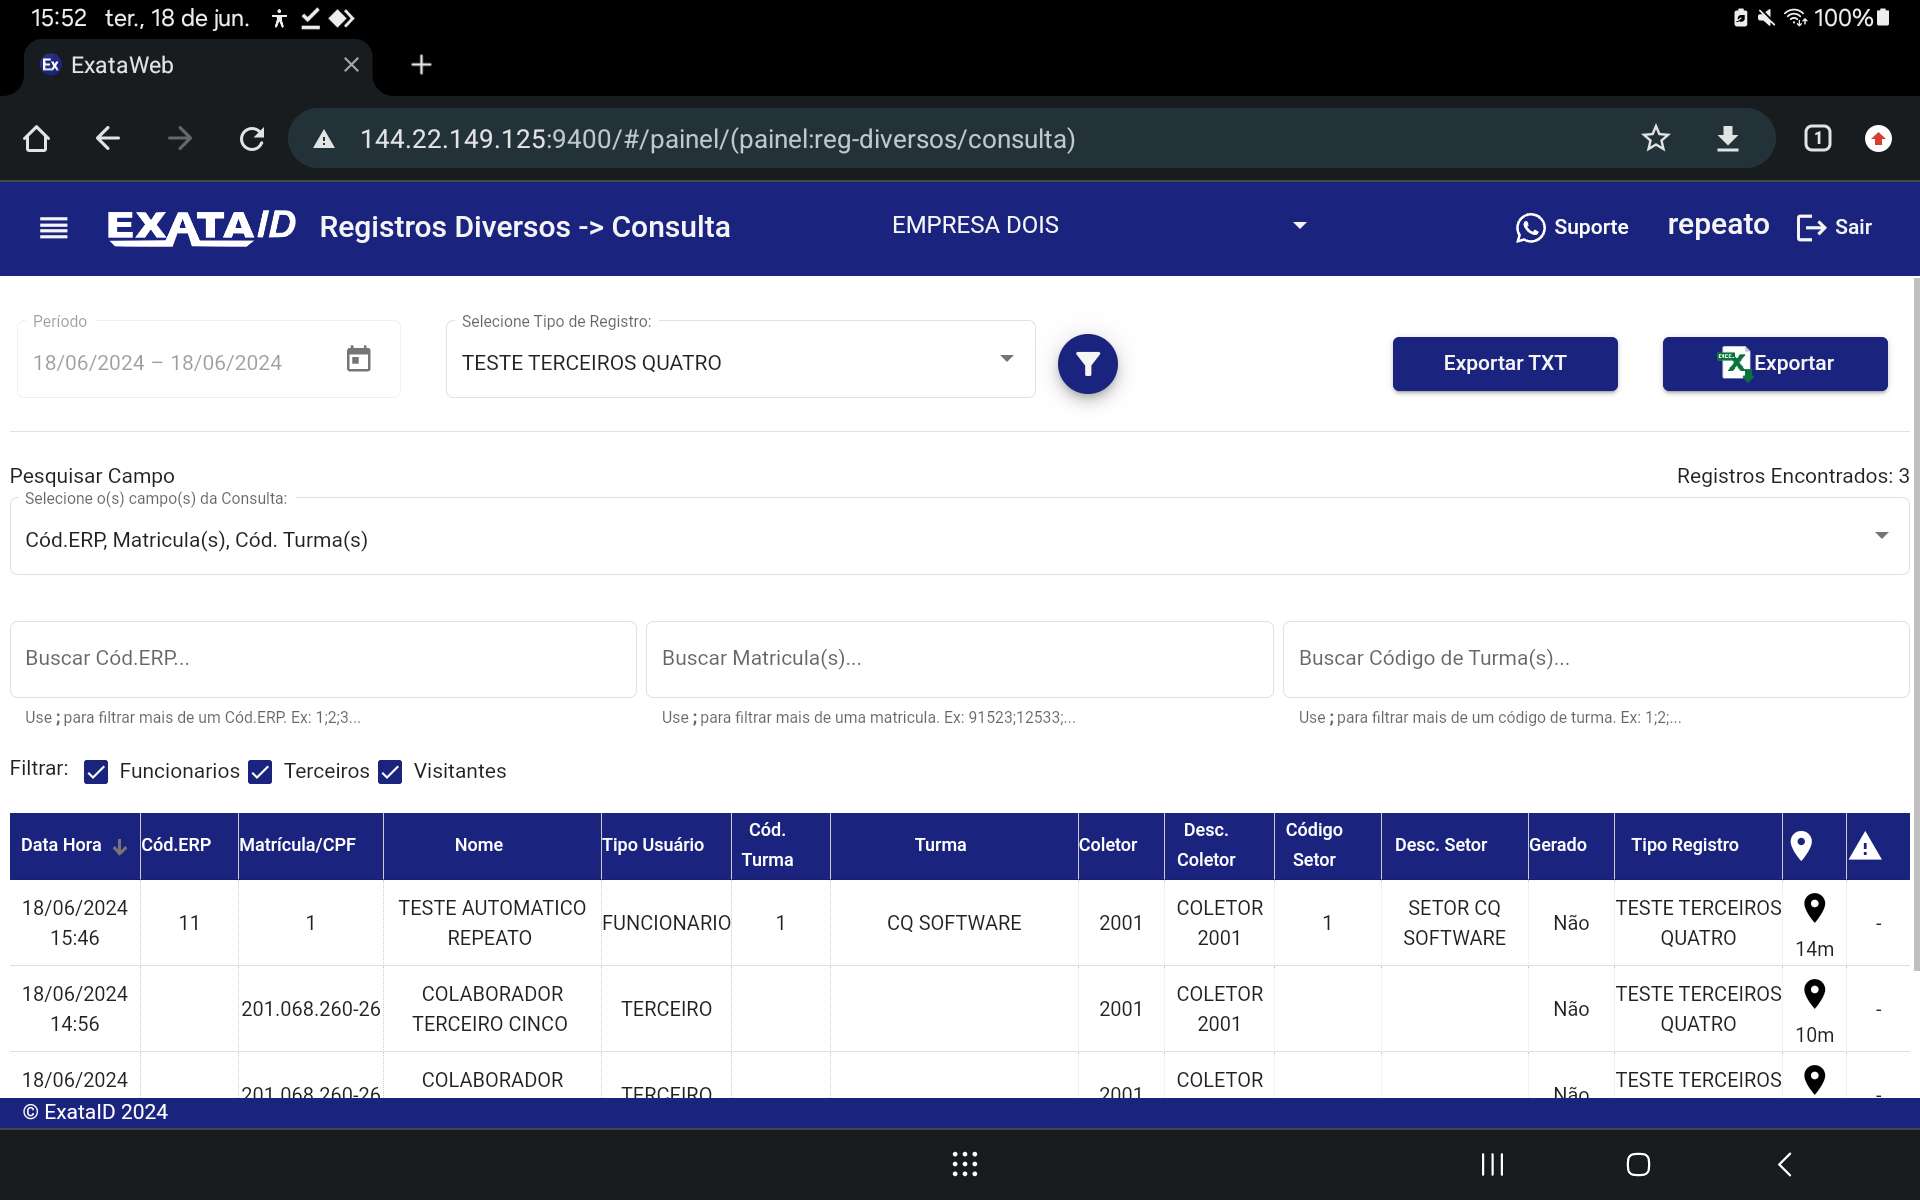 15:52 ter., 18 de jun. 100%
Ex ExataWeb
144.22.149.125:9400/#/painel/(painel:reg-diversos/consulta) 1
EXATAID Registros Diversos -> Consulta EMPRESA DOIS Suporte repeato Sair
Período Selecione Tipo de Registro:
18/06/2024 – 18/06/2024 TESTE TERCEIROS QUATRO Exportar TXT Exportar
Pesquisar Campo Registros Encontrados: 3
Selecione o(s) campo(s) da Consulta:
Cód.ERP, Matricula(s), Cód. Turma(s)
Buscar Cód.ERP... Buscar Matricula(s)... Buscar Código de Turma(s)...
Use ; para filtrar mais de um Cód.ERP. Ex: 1;2;3... Use ; para filtrar mais de uma matricula. Ex: 91523;12533;... Use ; para filtrar mais de um código de turma. Ex: 1;2;...
Filtrar: Funcionarios Terceiros Visitantes
Data Hora Cód.ERP Matrícula/CPF Nome Tipo Usuário Cód. Turma Turma Coletor Desc. Coletor Código Setor Desc. Setor Gerado Tipo Registro
18/06/2024 15:46 11 1 TESTE AUTOMATICO REPEATO FUNCIONARIO 1 CQ SOFTWARE 2001 COLETOR 2001 1 SETOR CQ SOFTWARE Não TESTE TERCEIROS QUATRO 14m -
18/06/2024 14:56 201.068.260-26 COLABORADOR TERCEIRO CINCO TERCEIRO 2001 COLETOR 2001 Não TESTE TERCEIROS QUATRO 10m -
18/06/2024 201.068.260-26 COLABORADOR TERCEIRO 2001 COLETOR Não TESTE TERCEIROS -
© ExataID 2024